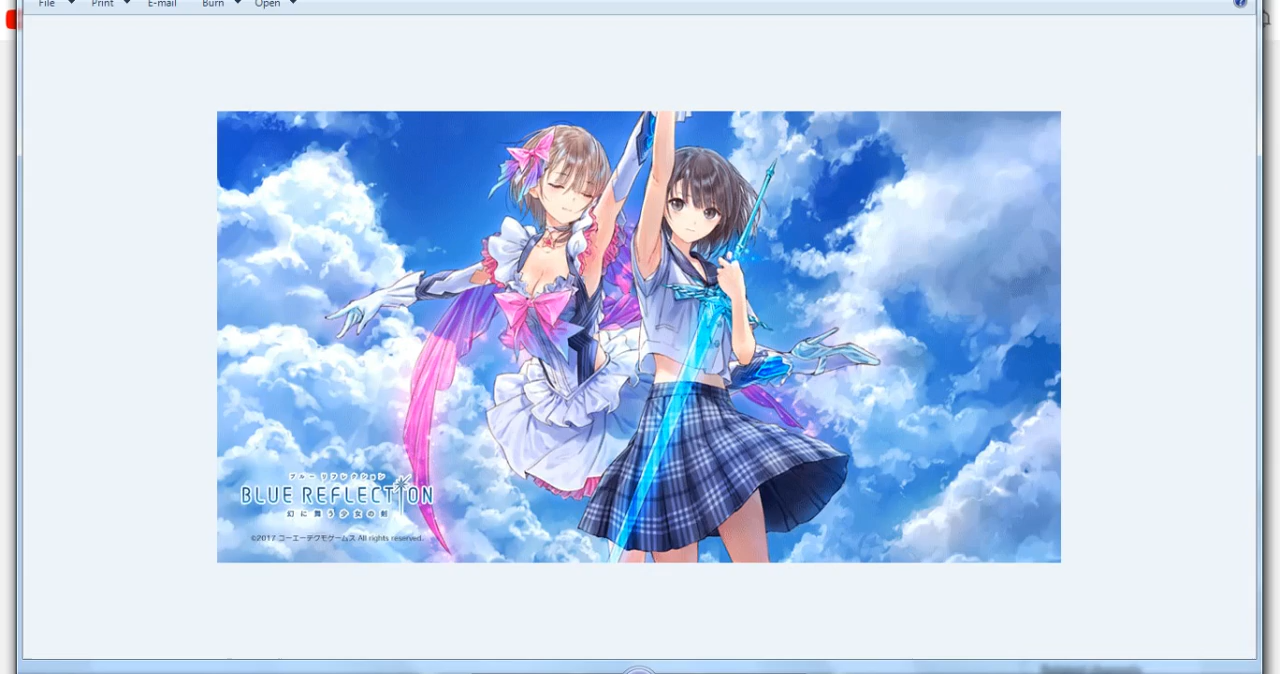 File Print E-mail Burn Open
ブルー リフレクション
BLUE REFLECTION
幻に舞う少女の剣
©2017 コーエーテクモゲームス All rights reserved.